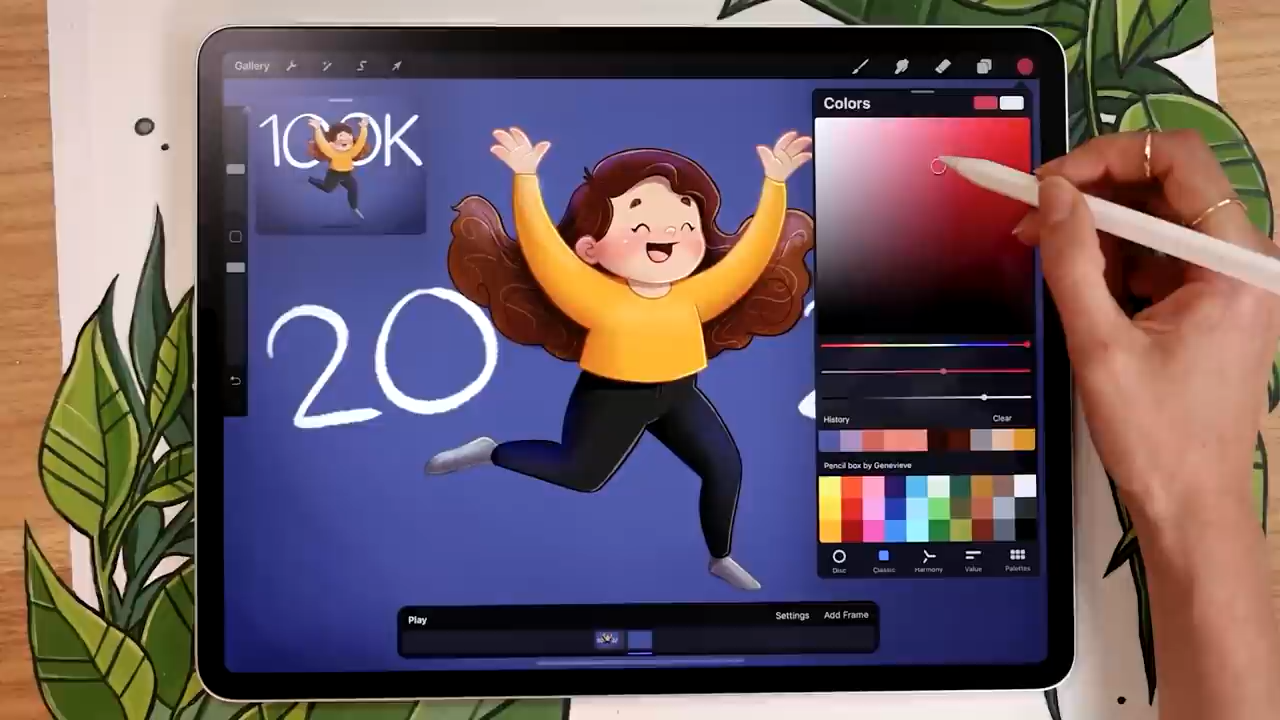 Gallery
Colors
100K
20
History
Clear
Pencil box by Genevieve
Disc
Classic
Harmony
Value
Palettes
Play
Settings
Add Frame